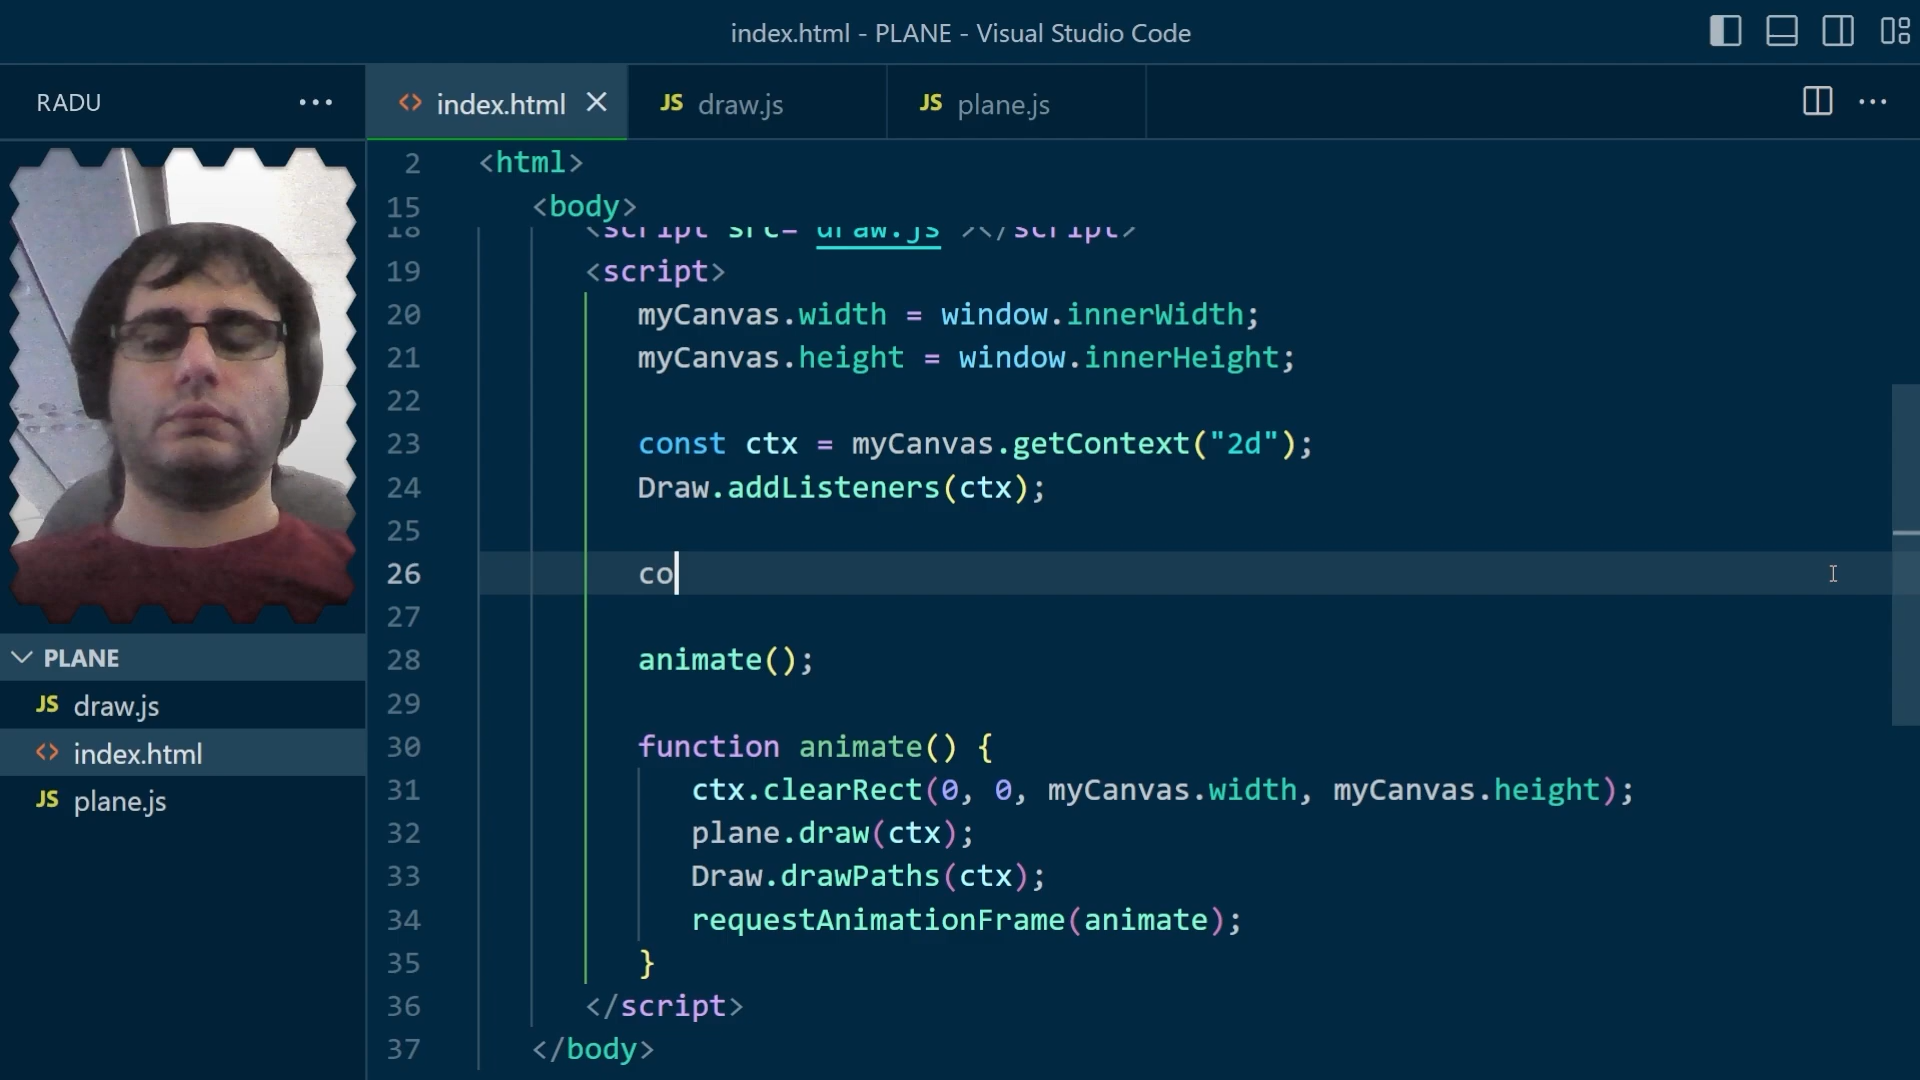 index.html - PLANE - Visual Studio Code
RADU
index.html
JS draw.js
JS plane.js
2 <html>
15 <body>
18 <script src= draw.js ></script>
19 <script>
20 myCanvas.width = window.innerWidth;
21 myCanvas.height = window.innerHeight;
22
23 const ctx = myCanvas.getContext("2d");
24 Draw.addListeners(ctx);
25
26 co
27
28 animate();
29
30 function animate() {
31 ctx.clearRect(0, 0, myCanvas.width, myCanvas.height);
32 plane.draw(ctx);
33 Draw.drawPaths(ctx);
34 requestAnimationFrame(animate);
35 }
36 </script>
37 </body>
PLANE
JS draw.js
index.html
JS plane.js